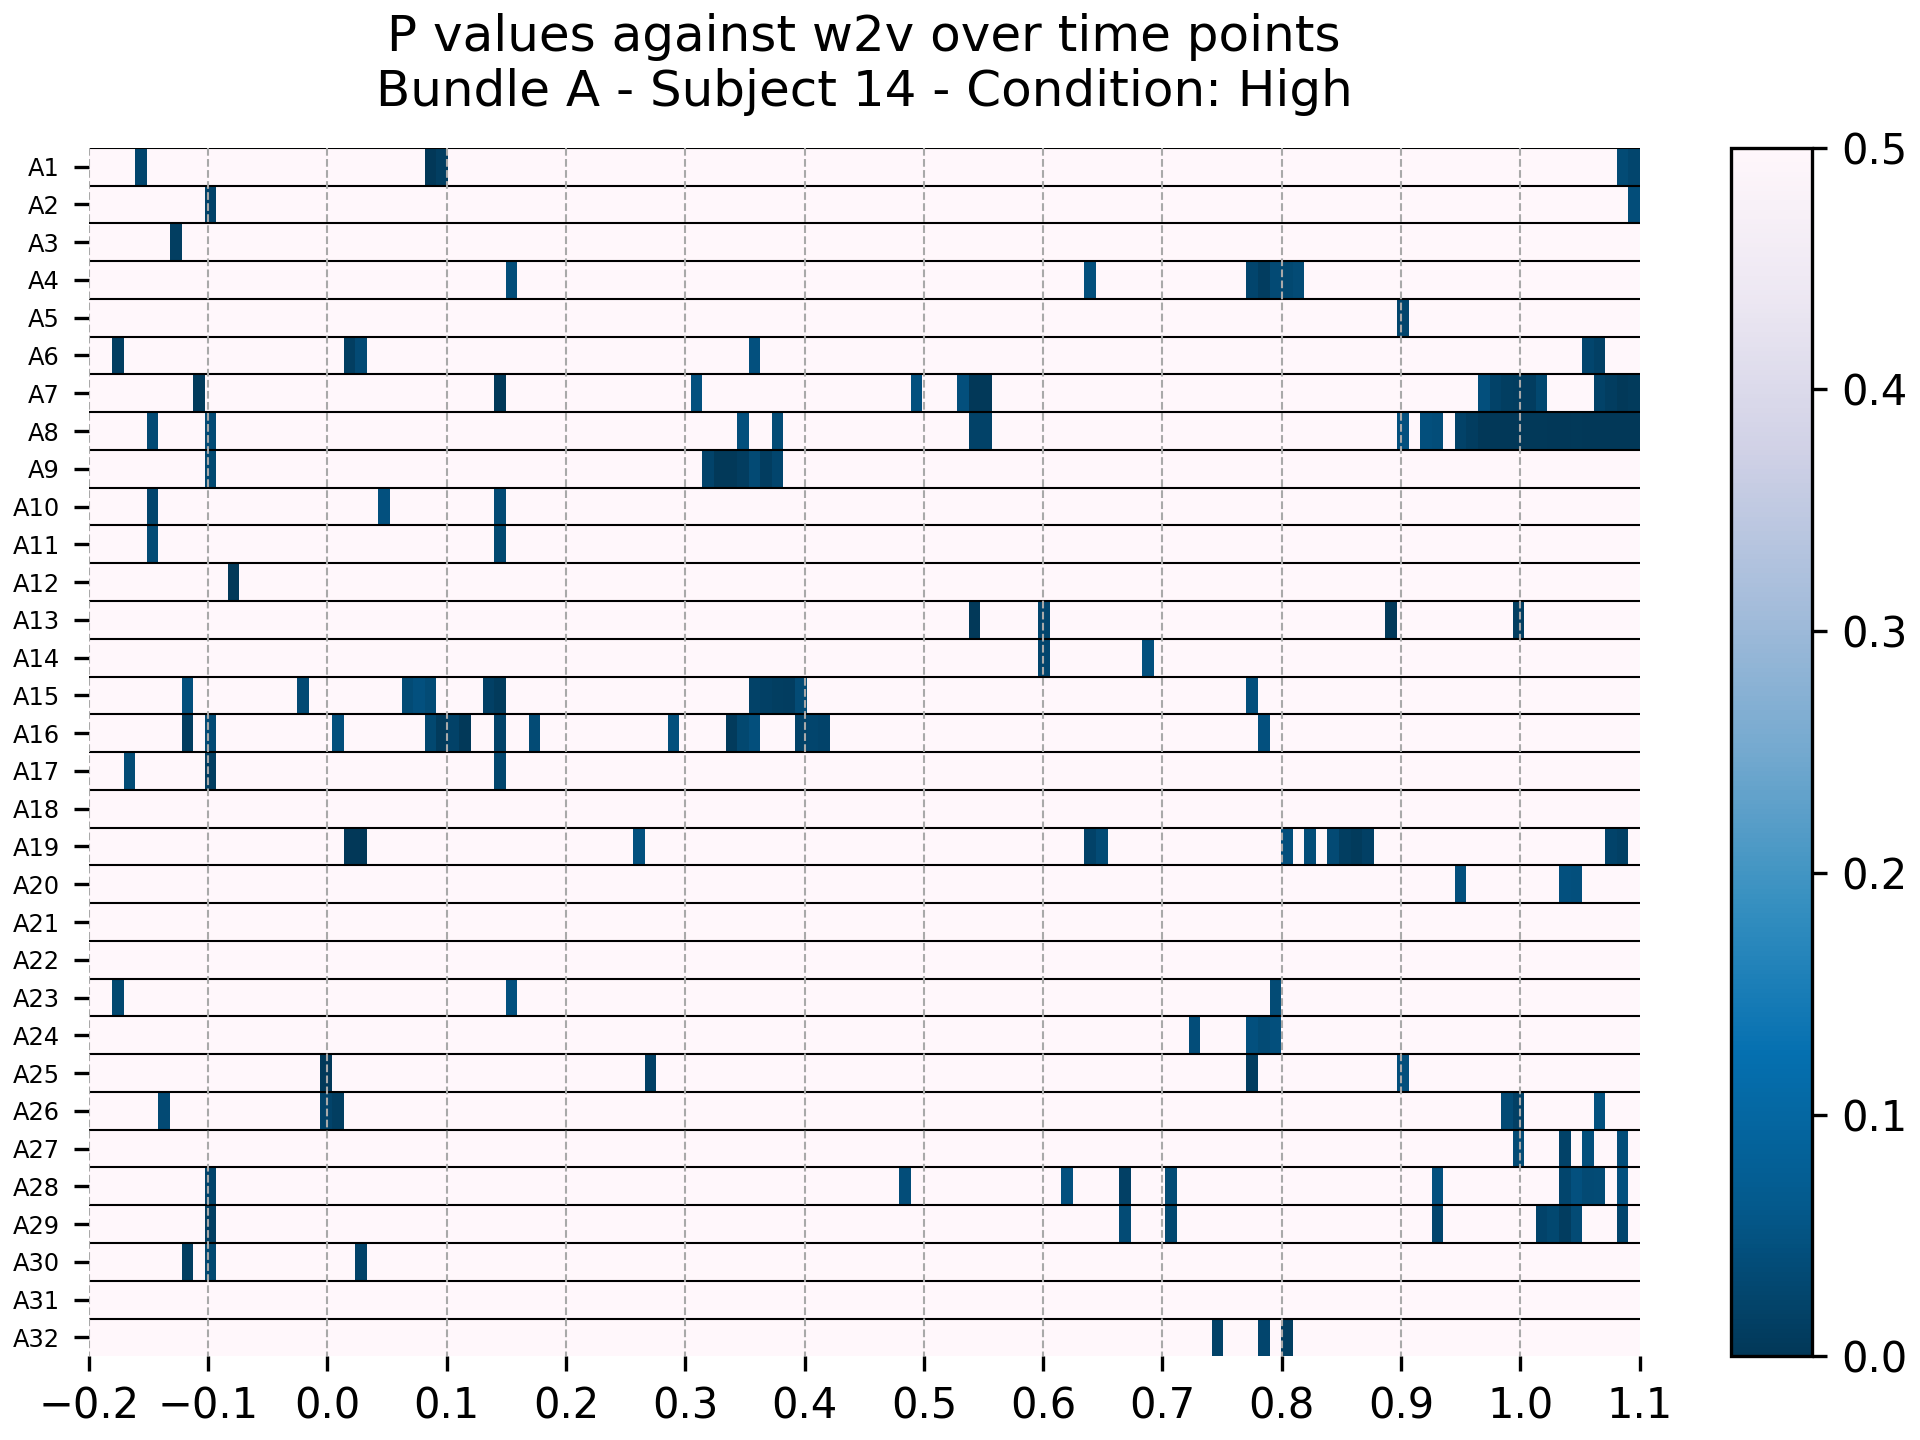 P values against w2v over time points
Bundle A - Subject 14 - Condition: High
A1
A2
A3
A4
A5
A6
A7
A8
A9
A10
A11
A12
A13
A14
A15
A16
A17
A18
A19
A20
A21
A22
A23
A24
A25
A26
A27
A28
A29
A30
A31
A32
−0.2 −0.1 0.0 0.1 0.2 0.3 0.4 0.5 0.6 0.7 0.8 0.9 1.0 1.1
0.5
0.4
0.3
0.2
0.1
0.0